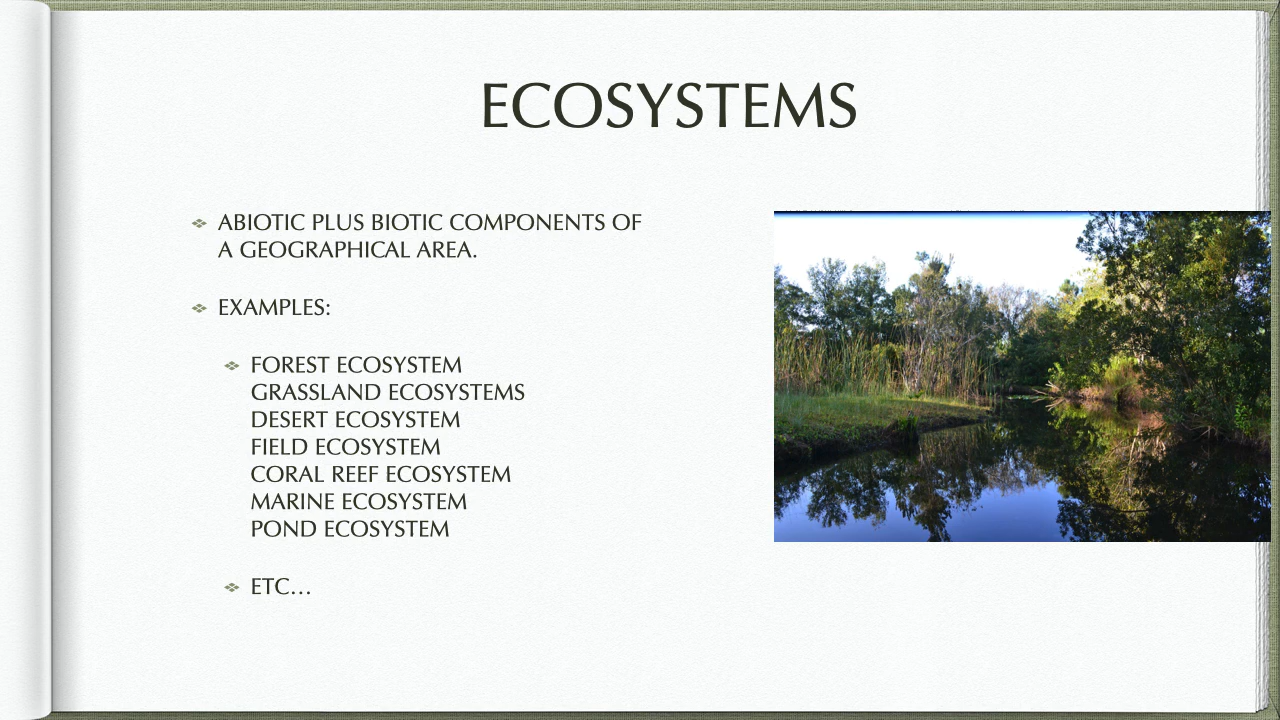 ECOSYSTEMS
ABIOTIC PLUS BIOTIC COMPONENTS OF
A GEOGRAPHICAL AREA.
EXAMPLES:
FOREST ECOSYSTEM
GRASSLAND ECOSYSTEMS
DESERT ECOSYSTEM
FIELD ECOSYSTEM
CORAL REEF ECOSYSTEM
MARINE ECOSYSTEM
POND ECOSYSTEM
ETC…